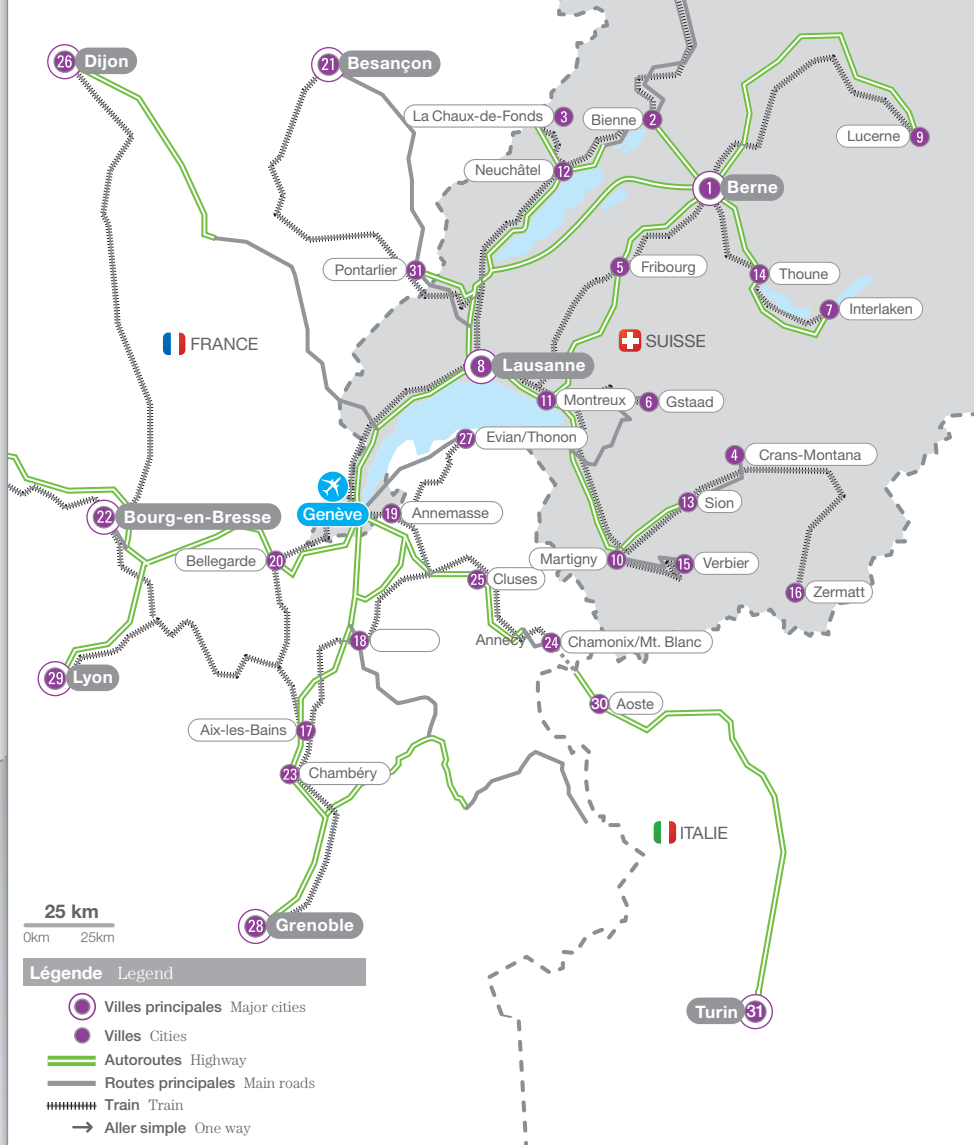 26 Dijon
21 Besançon
La Chaux-de-Fonds 3
Bienne 2
Lucerne 9
Neuchâtel 12
1 Berne
Pontarlier 31
5 Fribourg
14 Thoune
7 Interlaken
FRANCE
SUISSE
8 Lausanne
11 Montreux
6 Gstaad
27 Evian/Thonon
4 Crans-Montana
13 Sion
22 Bourg-en-Bresse
Genève
19 Annemasse
Bellegarde 20
Martigny 10
15 Verbier
25 Cluses
16 Zermatt
18
Annecy
24 Chamonix/Mt. Blanc
30 Aoste
Aix-les-Bains 17
29 Lyon
23 Chambéry
ITALIE
28 Grenoble
Turin 31
25 km
0km 25km
Légende Legend
Villes principales Major cities
Villes Cities
Autoroutes Highway
Routes principales Main roads
Train Train
Aller simple One way